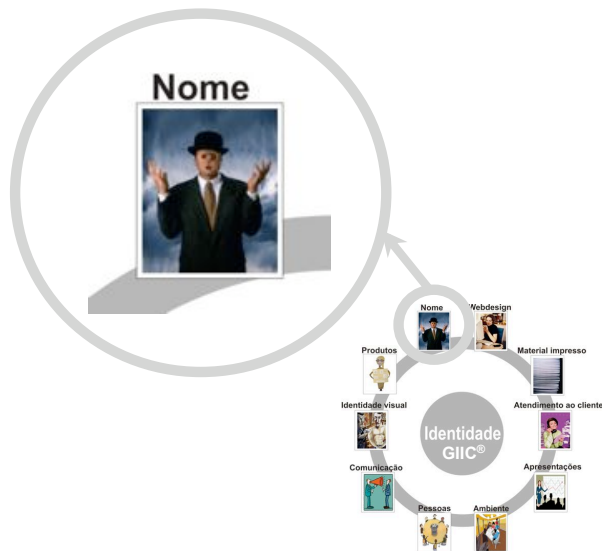 Nome
Nome
Webdesign
Produtos
Material impresso
Identidade visual
Atendimento ao cliente
Identidade
GIIC®
Comunicação
Apresentações
Pessoas
Ambiente